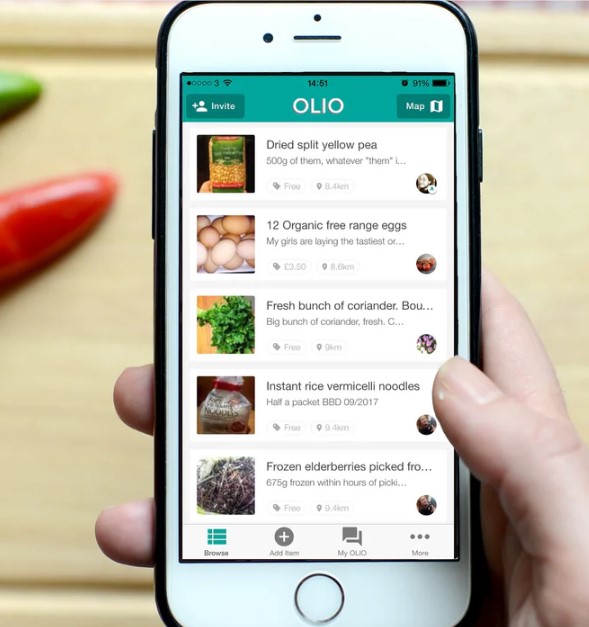 3
14:51
91%
Invite
OLIO
Map
Dried split yellow pea
500g of them, whatever "them" i...
Free
8.4km
12 Organic free range eggs
My girls are laying the tastiest or...
£3.50
8.6km
Fresh bunch of coriander. Bou...
Big bunch of coriander, fresh. C...
Free
9km
Instant rice vermicelli noodles
Half a packet BBD 09/2017
Free
9.4km
NOODLES
Frozen elderberries picked fro...
675g frozen within hours of picki...
Free
9.4km
Browse
Add Item
My OLIO
More